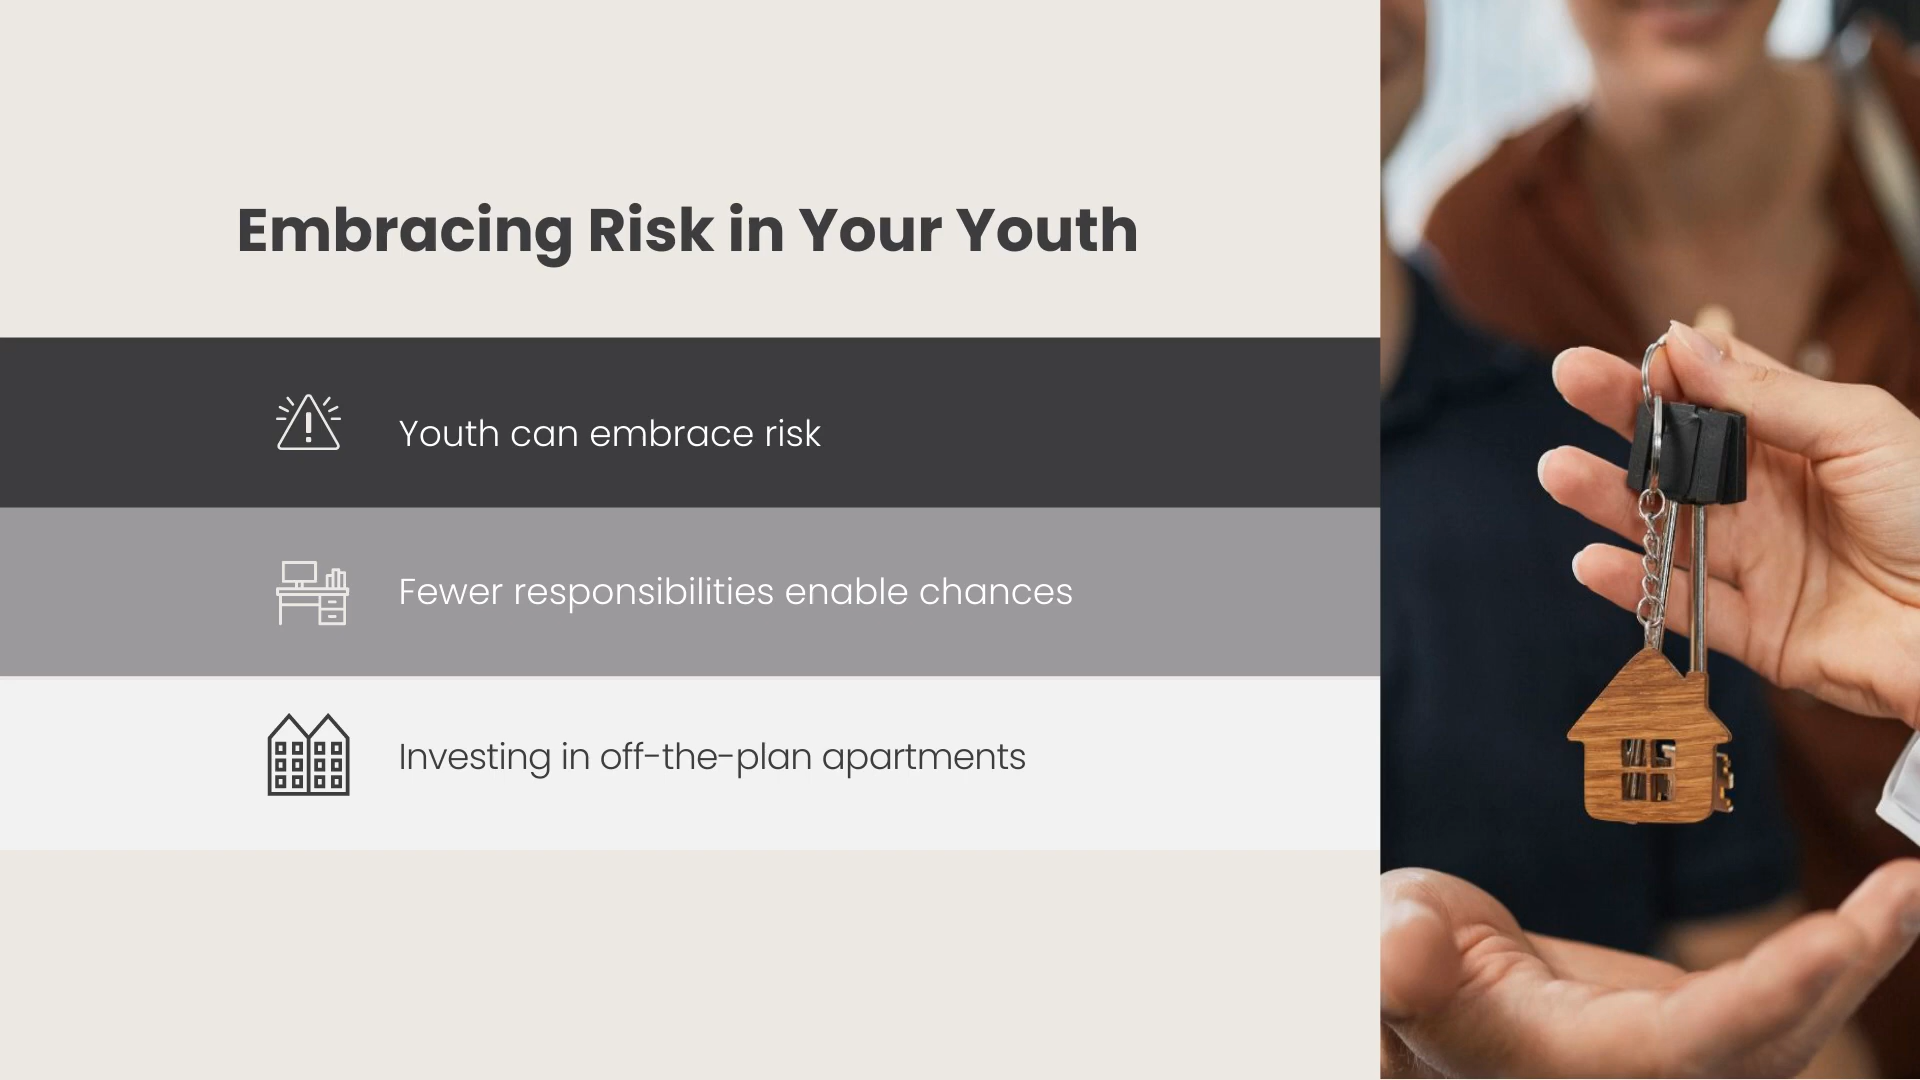 Embracing Risk in Your Youth
Youth can embrace risk
Fewer responsibilities enable chances
Investing in off-the-plan apartments